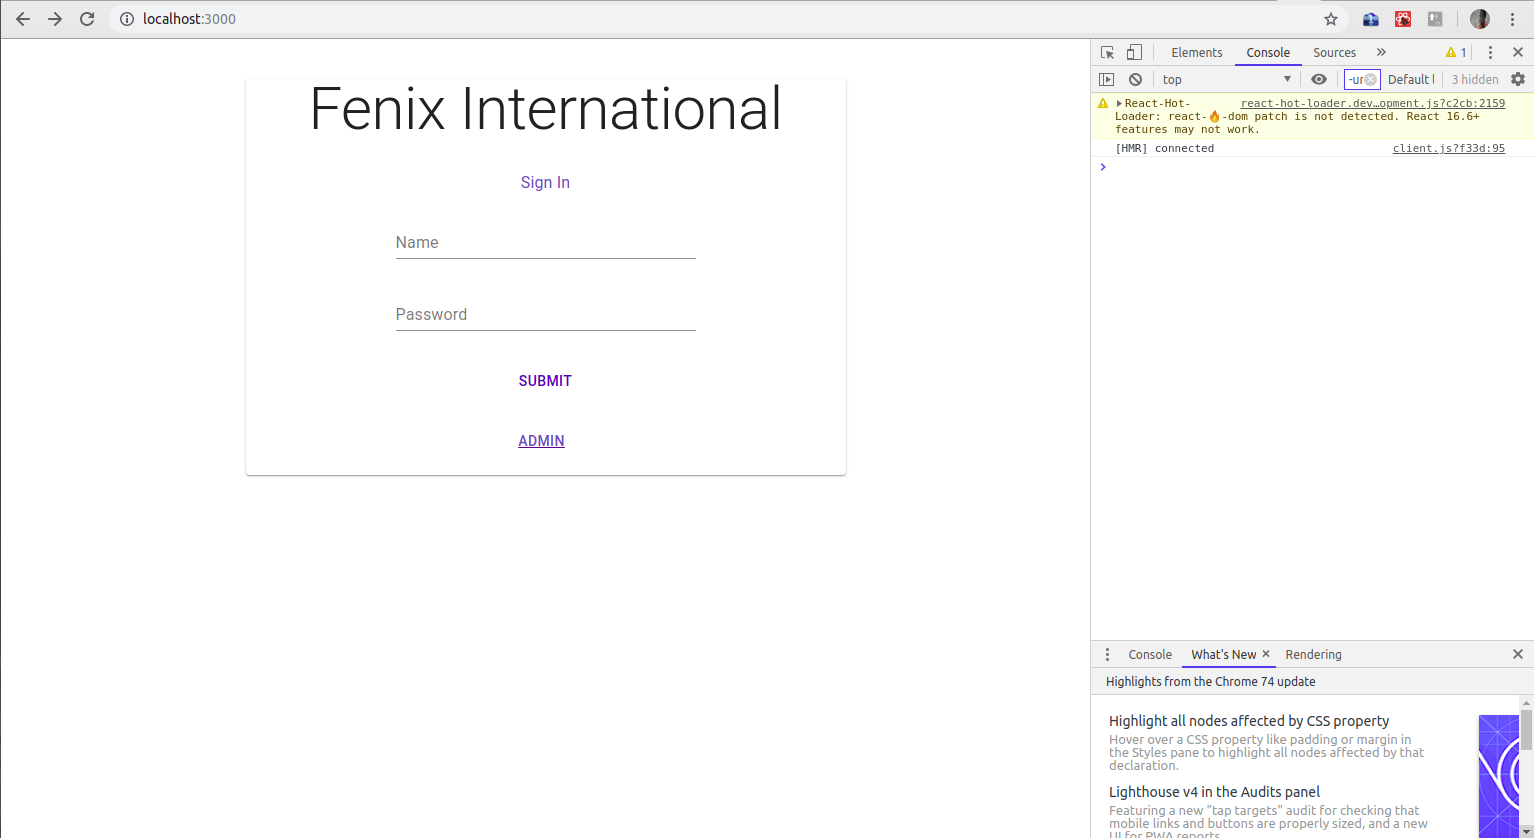 localhost:3000
Fenix International
Sign In
Name
Password
SUBMIT
ADMIN
Elements Console Sources 1
top -ur Default l 3 hidden
React-Hot- react-hot-loader.dev…opment.js?c2cb:2159
Loader: react-🔥-dom patch is not detected. React 16.6+
features may not work.
[HMR] connected client.js?f33d:95
Console What's New Rendering
Highlights from the Chrome 74 update
Highlight all nodes affected by CSS property
Hover over a CSS property like padding or margin in
the Styles pane to highlight all nodes affected by that
declaration.
Lighthouse v4 in the Audits panel
Featuring a new "tap targets" audit for checking that
mobile links and buttons are properly sized, and a new
UI for PWA reports.